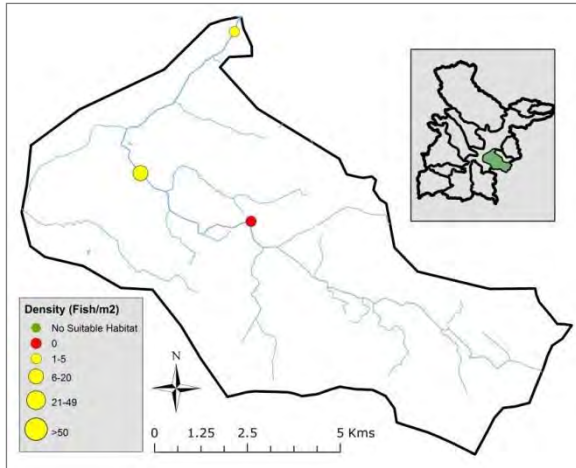 Density (Fish/m2)
No Suitable Habitat
0
1-5
6-20
21-49
>50
N
0 1.25 2.5 5 Kms